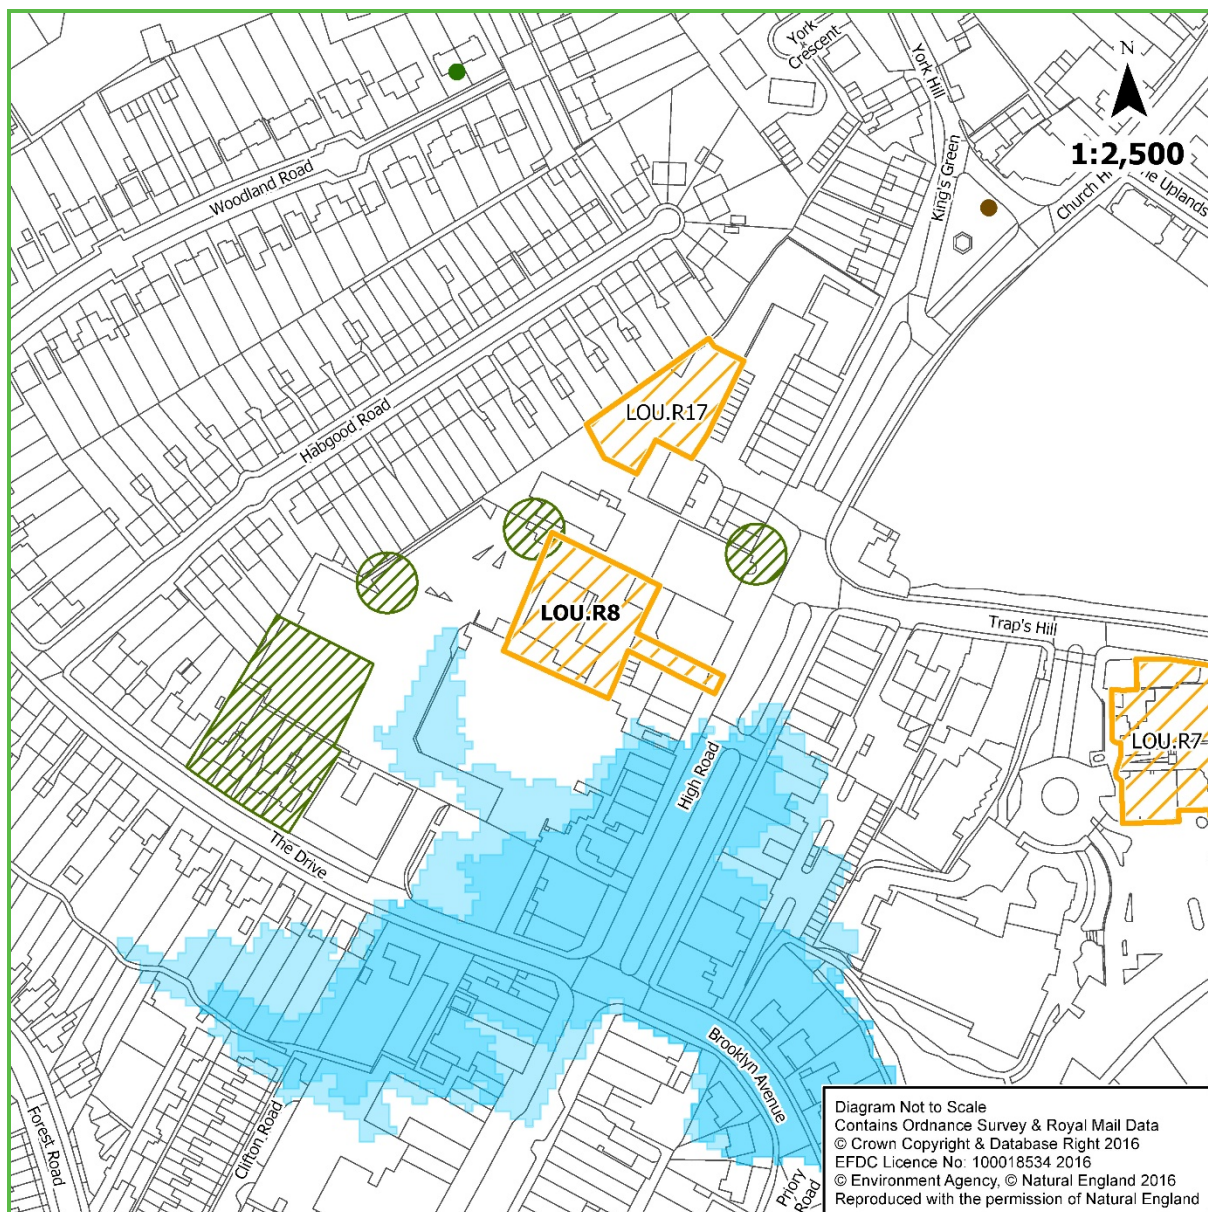 York
Crescent
York Hill
N
1:2,500
King's Green
Church Hi
The Uplands
Woodland Road
Habgood Road
LOU.R17
LOU.R8
Trap's Hill
LOU.R7
High Road
The Drive
Brooklyn Avenue
Forest Road
Clifton Road
Priory
Road
Diagram Not to Scale
Contains Ordnance Survey & Royal Mail Data
© Crown Copyright & Database Right 2016
EFDC Licence No: 100018534 2016
© Environment Agency, © Natural England 2016
Reproduced with the permission of Natural England